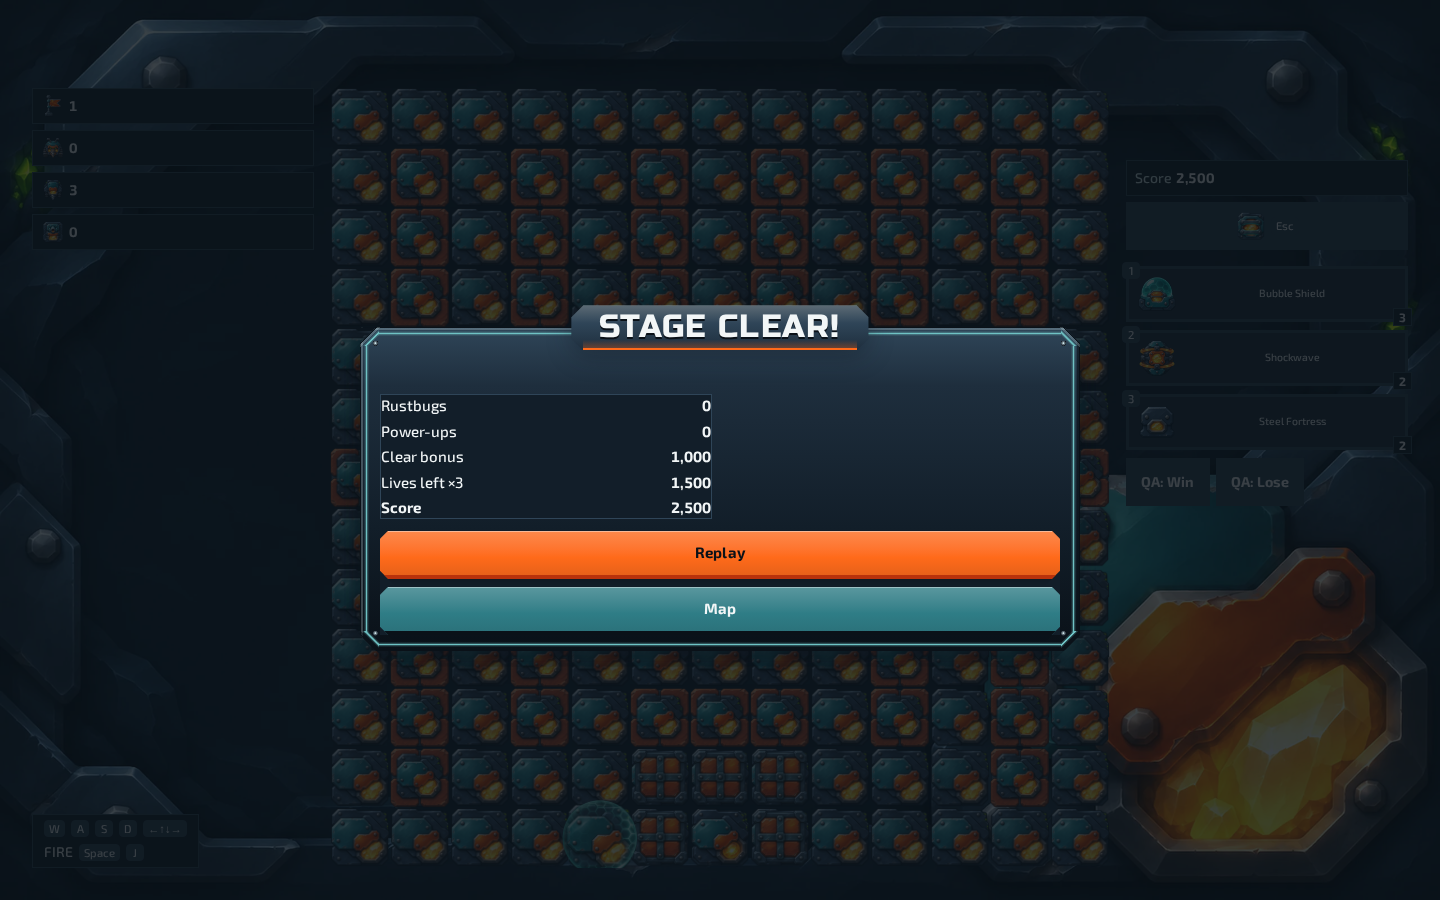 1
0
3
0
Score 2,500
Esc
1
Bubble Shield
3
2
Shockwave
2
3
Steel Fortress
2
QA: Win QA: Lose
STAGE CLEAR!
Rustbugs 0
Power-ups 0
Clear bonus 1,000
Lives left ×3 1,500
Score 2,500
Replay
Map
W A S D ←↑↓→
FIRE Space J